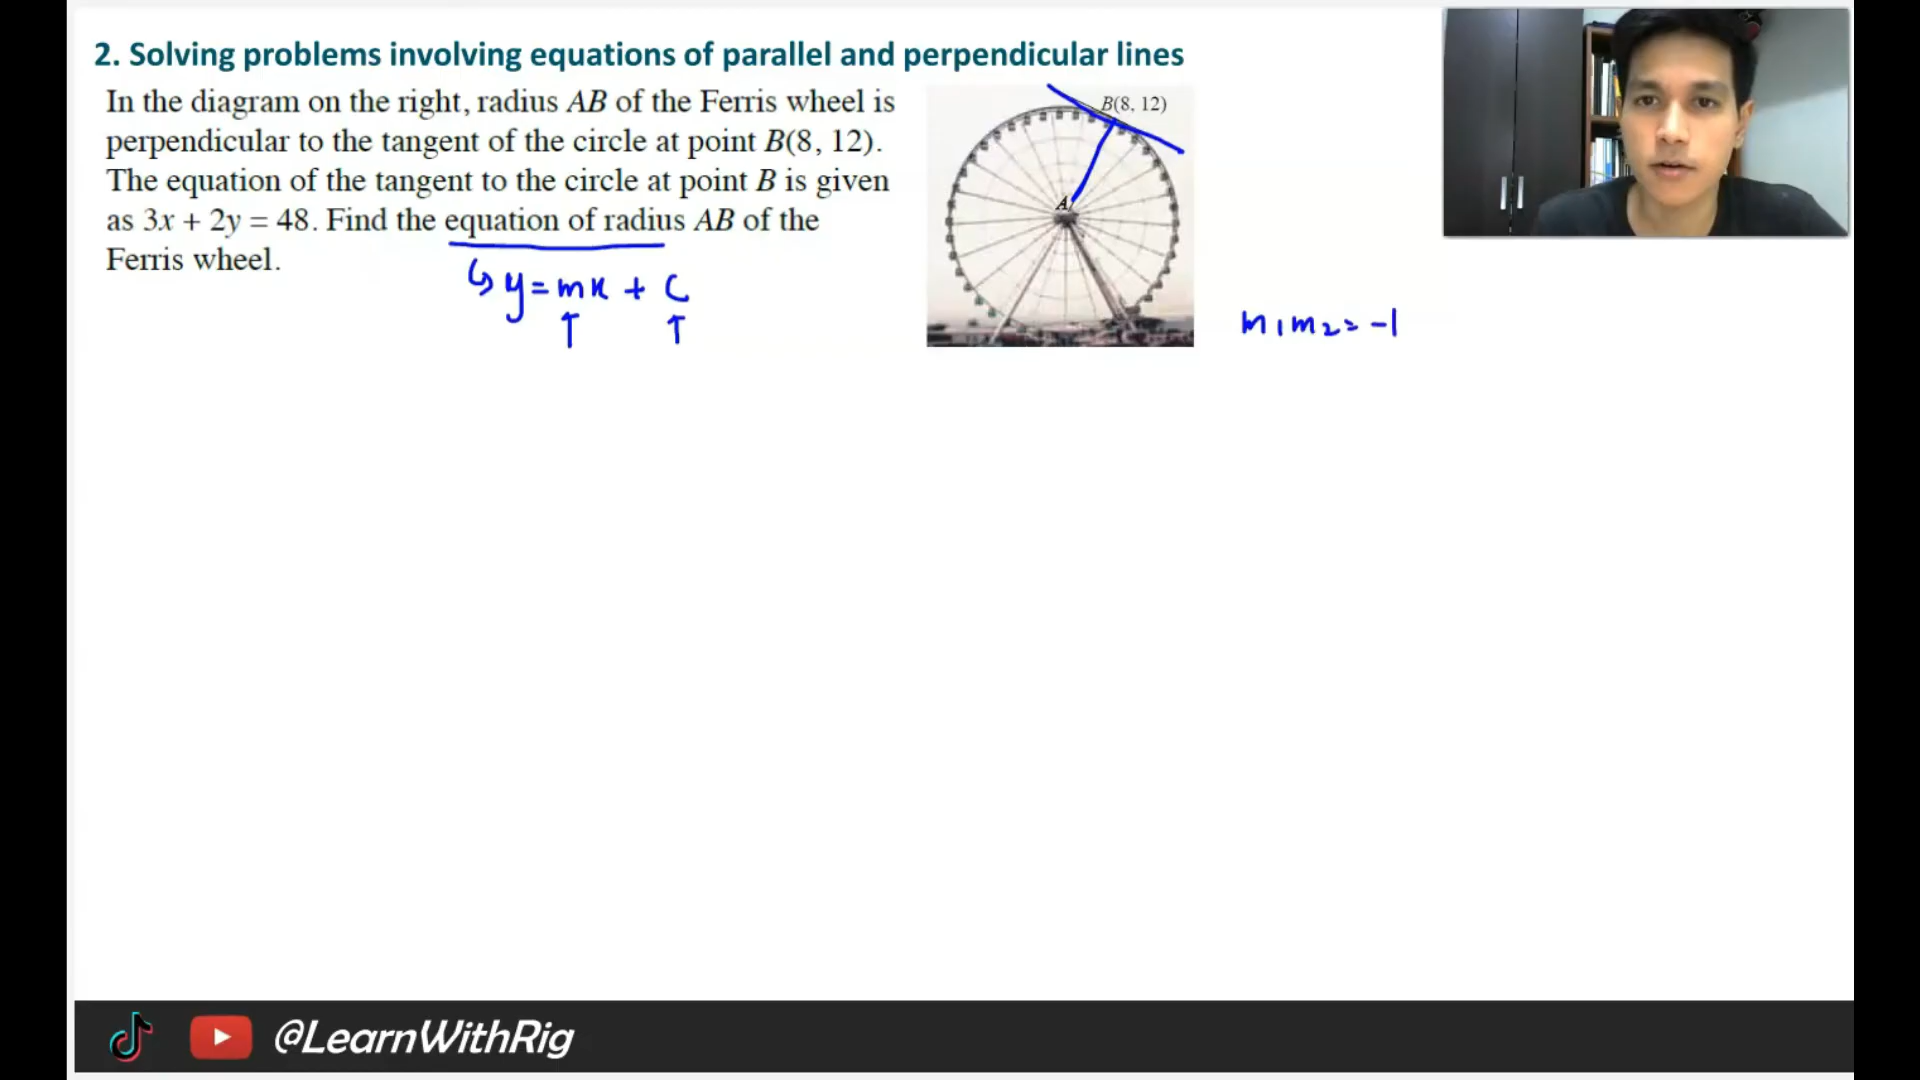 2. Solving problems involving equations of parallel and perpendicular lines
In the diagram on the right, radius AB of the Ferris wheel is
perpendicular to the tangent of the circle at point B(8, 12).
The equation of the tangent to the circle at point B is given
as 3x + 2y = 48. Find the equation of radius AB of the
Ferris wheel.
y = mx + c
B(8, 12)
A
m₁m₂ = -1
@LearnWithRig